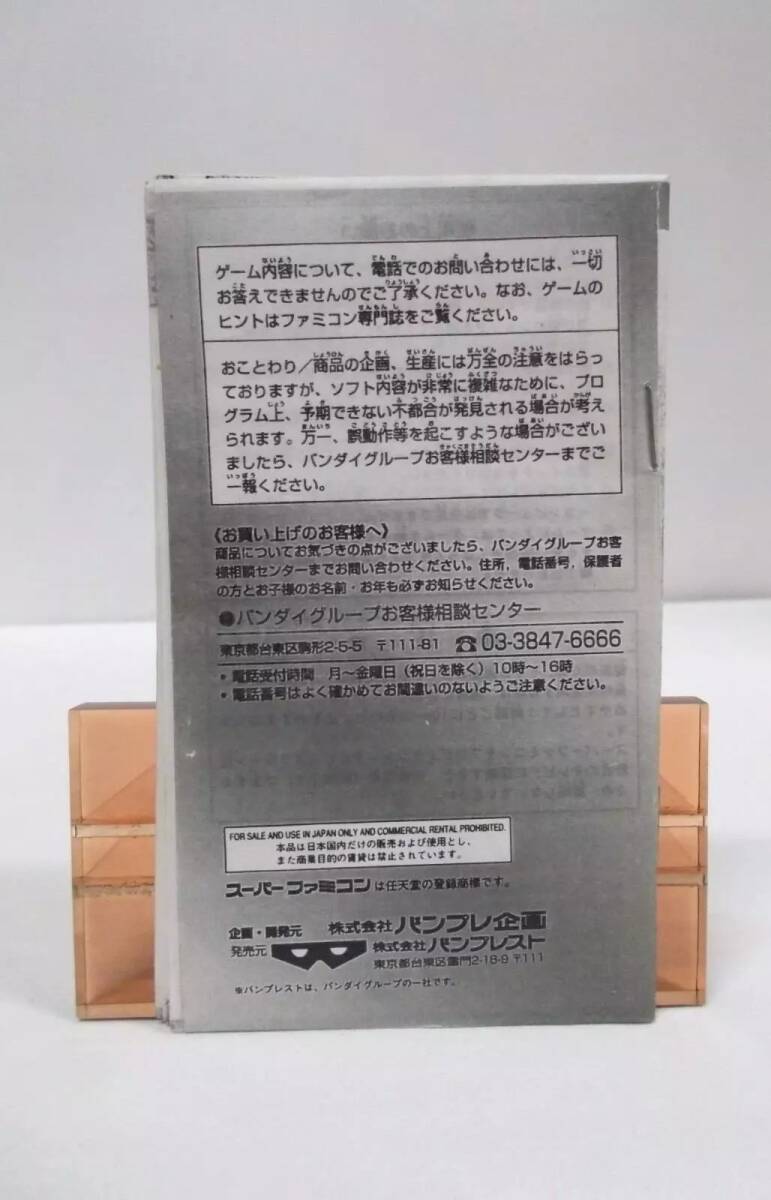 ゲーム内容について、電話でのお問い合わせには、一切
お答えできませんのでご了承ください。なお、ゲームの
ヒントはファミコン専門誌をご覧ください。
おことわり/商品の企画、生産には万全の注意をはらっ
ておりますが、ソフト内容が非常に複雑なために、プロ
グラム上、予期できない不都合が発見される場合が考え
られます。万一、誤動作等を起こすような場合がござい
ましたら、バンダイグループお客様相談センターまでご
一報ください。
《お買い上げのお客様へ》
商品についてお気づきの点がございましたら、バンダイグループお客
様相談センターまでお問い合わせください。住所,電話番号,保護者
の方とお子様のお名前・お年も必ずお知らせください。
●バンダイグループお客様相談センター
東京都台東区駒形2-5-5 〒111-81 ☎03-3847-6666
・電話受付時間 月〜金曜日(祝日を除く)10時〜16時
・電話番号はよく確かめてお間違いのないようご注意ください。
FOR SALE AND USE IN JAPAN ONLY AND COMMERCIAL RENTAL PROHIBITED.
本品は日本国内だけの販売および使用とし、
また商業目的の賃貸は禁止されています。
スーパーファミコンは任天堂の登録商標です。
企画・開発元 株式会社バンプレ企画
発売元 株式会社バンプレスト
東京都台東区雷門2-18-9 〒111
※バンプレストは、バンダイグループの一社です。